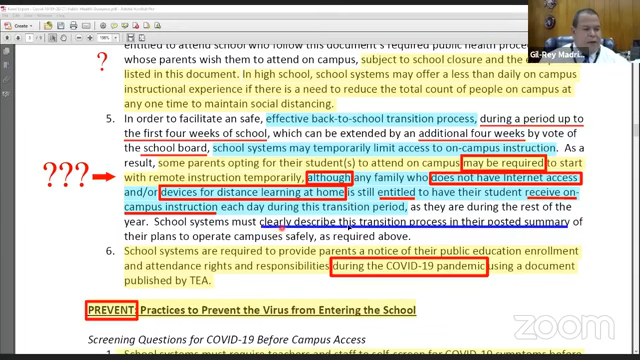 entitled to attend school who follow this document's required public health
Gil-Rey Madri
whose parents wish them to attend on campus, subject to school closure and the
?
listed in this document. In high school, school systems may offer a less than daily on campus
instructional experience if there is a need to reduce the total count of people on campus at
any one time to maintain social distancing.
5. In order to facilitate an safe, effective back-to-school transition process, during a period up to
the first four weeks of school, which can be extended by an additional four weeks by vote of
the school board, school systems may temporarily limit access to on-campus instruction. As a
result, some parents opting for their student(s) to attend on campus may be required to start
??? with remote instruction temporarily, although any family who does not have Internet access
and/or devices for distance learning at home is still entitled to have their student receive on-
campus instruction each day during this transition period, as they are during the rest of the
year. School systems must clearly describe this transition process in their posted summary of
their plans to operate campuses safely, as required above.
6. School systems are required to provide parents a notice of their public education enrollment
and attendance rights and responsibilities during the COVID-19 pandemic using a document
published by TEA.
PREVENT: Practices to Prevent the Virus from Entering the School
Screening Questions for COVID-19 Before Campus Access
zoom